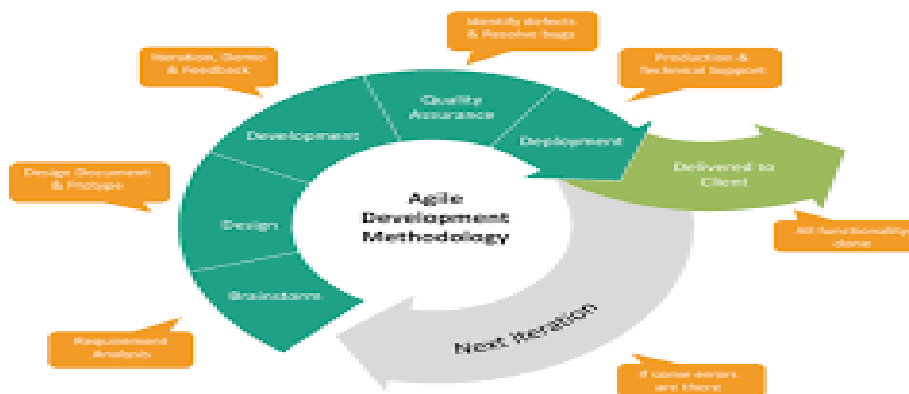 Identify defects
& Resolve bugs
Iteration, Demo
& Feedback
Production &
Technical Support
Quality
Assurance
Development
Deployment
Delivered to
Client
Design Document
& Protype
Agile
Development
Methodology
Design
All functionality
done
Brainstorm
Next Iteration
Requirement
Analysis
If some errors
are there